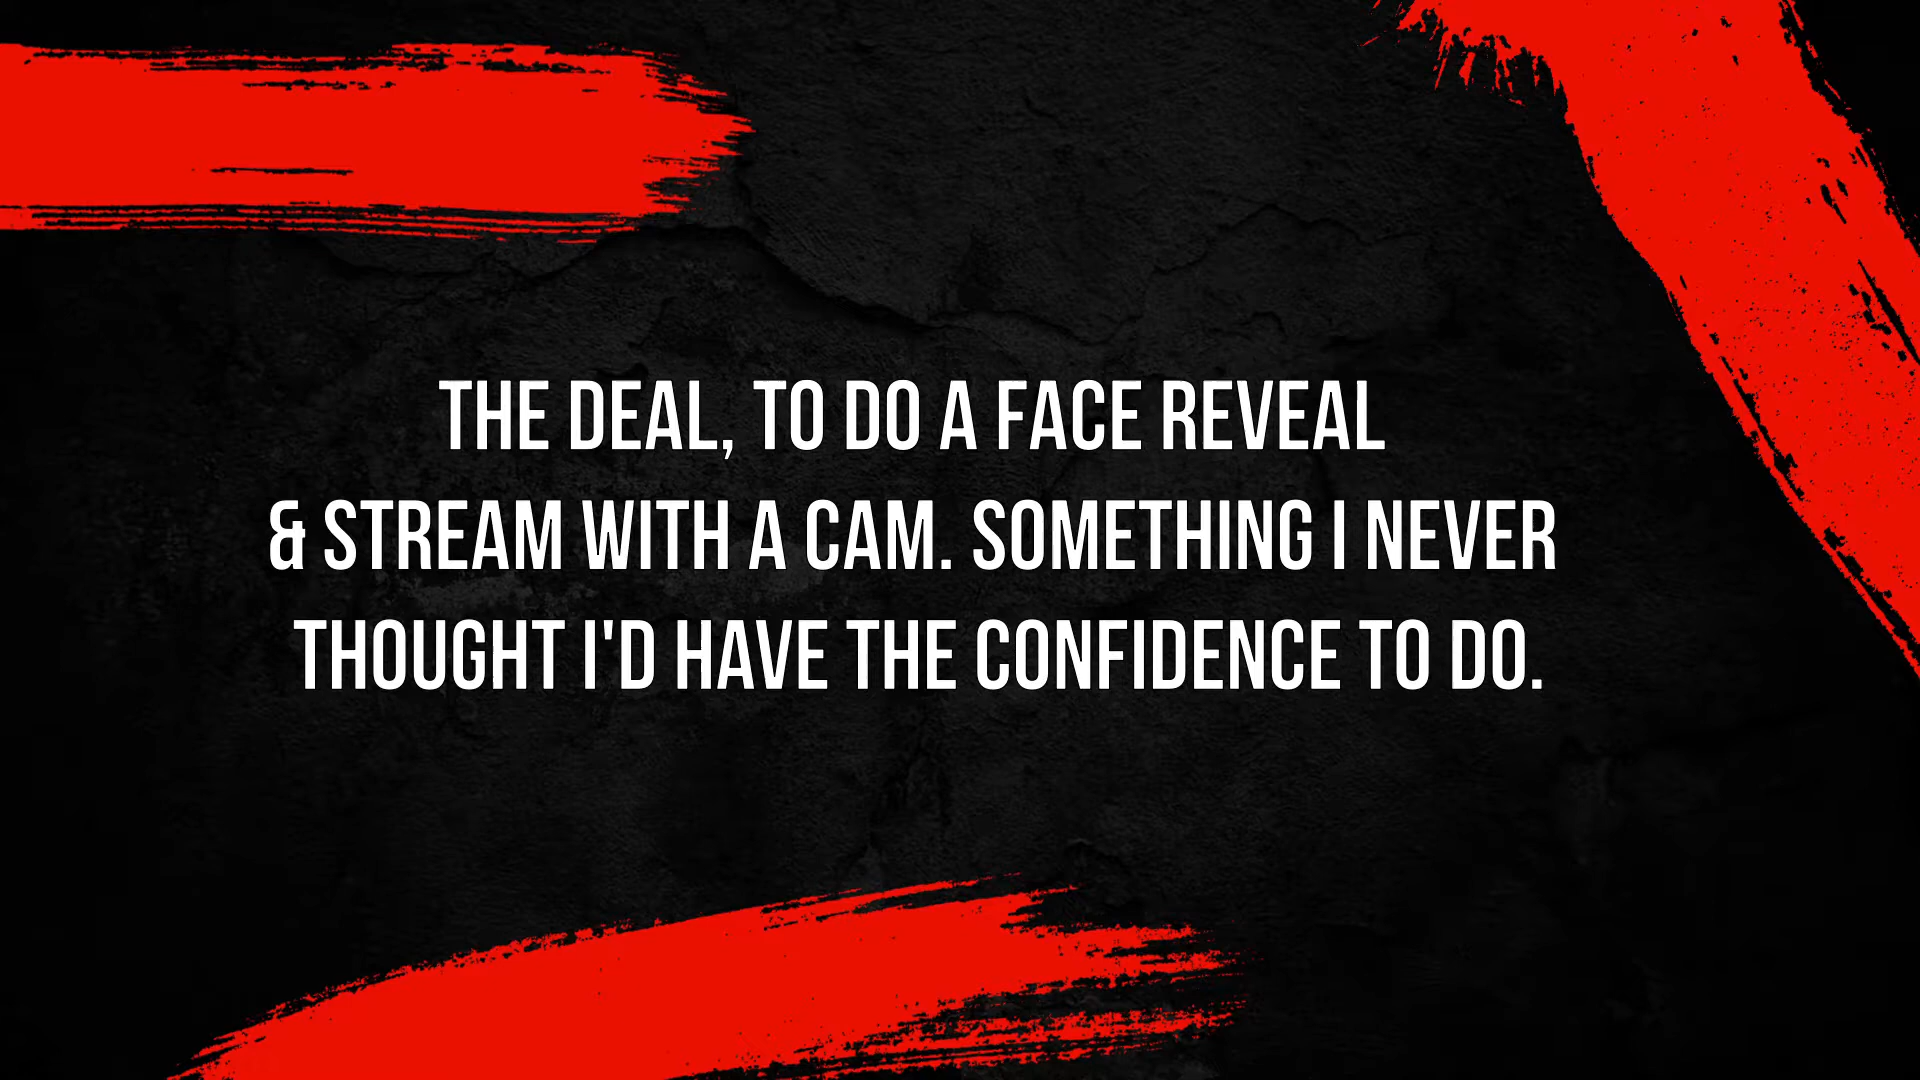 THE DEAL, TO DO A FACE REVEAL
& STREAM WITH A CAM. SOMETHING I NEVER
THOUGHT I'D HAVE THE CONFIDENCE TO DO.